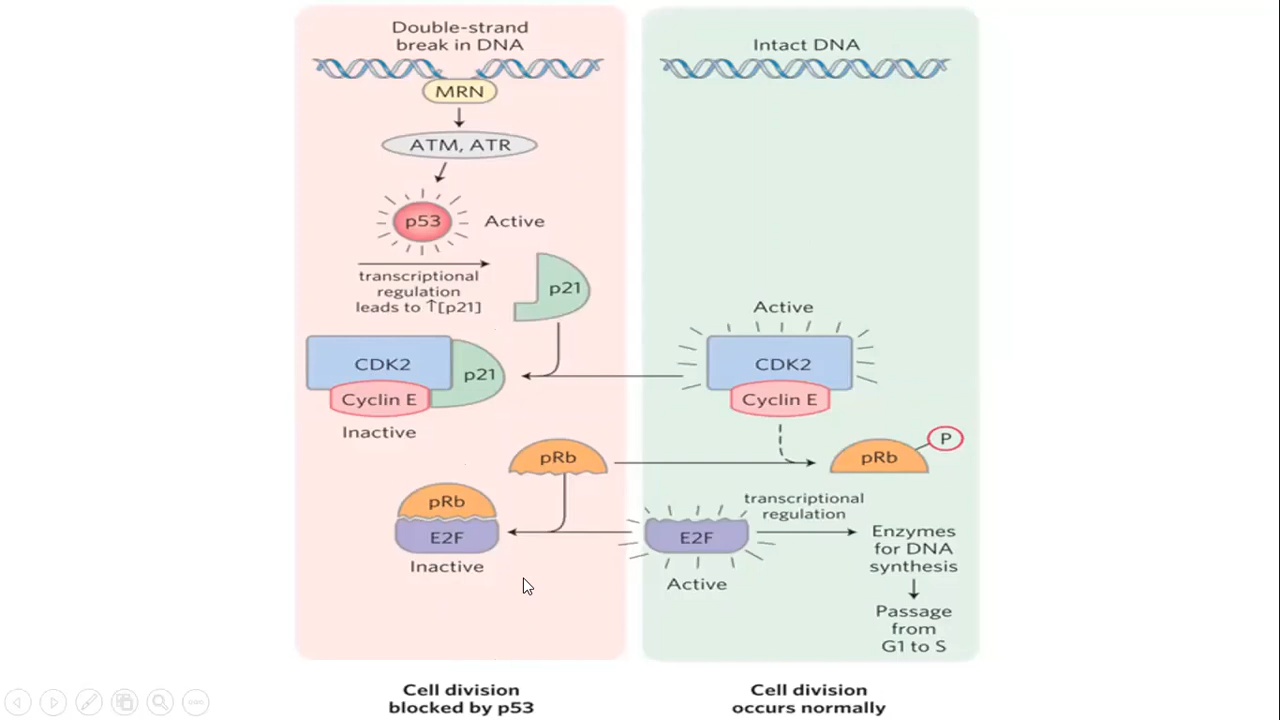 Double-strand
break in DNA
MRN
ATM, ATR
p53
Active
transcriptional
regulation
leads to ↑[p21]
p21
CDK2
p21
Cyclin E
Inactive
pRb
pRb
E2F
Inactive
Cell division
blocked by p53
Intact DNA
Active
CDK2
Cyclin E
P
pRb
transcriptional
regulation
E2F
Active
Enzymes
for DNA
synthesis
Passage
from
G1 to S
Cell division
occurs normally